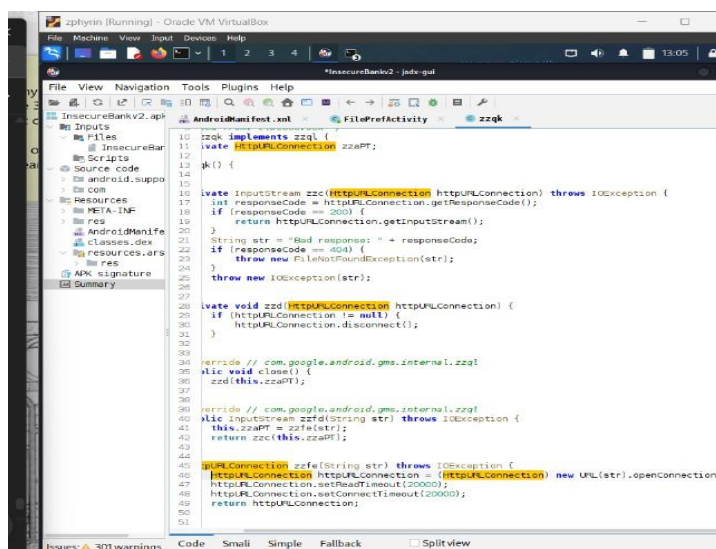 zphyrin [Running] - Oracle VM VirtualBox
File Machine View Input Devices Help
1 2 3 4
13:05
*InsecureBankv2 - jadx-gui
File View Navigation Tools Plugins Help
InsecureBankv2.apk
Inputs
Files
InsecureBan
Scripts
Source code
android.suppo
com
Resources
META-INF
res
AndroidManife
classes.dex
resources.ars
res
APK signature
Summary
AndroidManifest.xml × FilePrefActivity × zzqk ×
10 zzqk implements zzql {
11 ivate HttpURLConnection zzaPT;
12
13 qk() {
14
15
16 ivate InputStream zzc(HttpURLConnection httpURLConnection) throws IOException {
17 int responseCode = httpURLConnection.getResponseCode();
18 if (responseCode == 200) {
19 return httpURLConnection.getInputStream();
20 }
21 String str = "Bad response: " + responseCode;
22 if (responseCode == 404) {
23 throw new FileNotFoundException(str);
24 }
25 throw new IOException(str);
26
27
28 ivate void zzd(HttpURLConnection httpURLConnection) {
29 if (httpURLConnection != null) {
30 httpURLConnection.disconnect();
31 }
32
33
34 erride // com.google.android.gms.internal.zzql
35 blic void close() {
36 zzd(this.zzaPT);
37
38
39 erride // com.google.android.gms.internal.zzql
40 blic InputStream zzfd(String str) throws IOException {
41 this.zzaPT = zzfe(str);
42 return zzc(this.zzaPT);
43
44
45 tpURLConnection zzfe(String str) throws IOException {
46 HttpURLConnection httpURLConnection = (HttpURLConnection) new URL(str).openConnection
47 httpURLConnection.setReadTimeout(20000);
48 httpURLConnection.setConnectTimeout(20000);
49 return httpURLConnection;
50
51
Issues: 301 warnings Code Smali Simple Fallback Split view